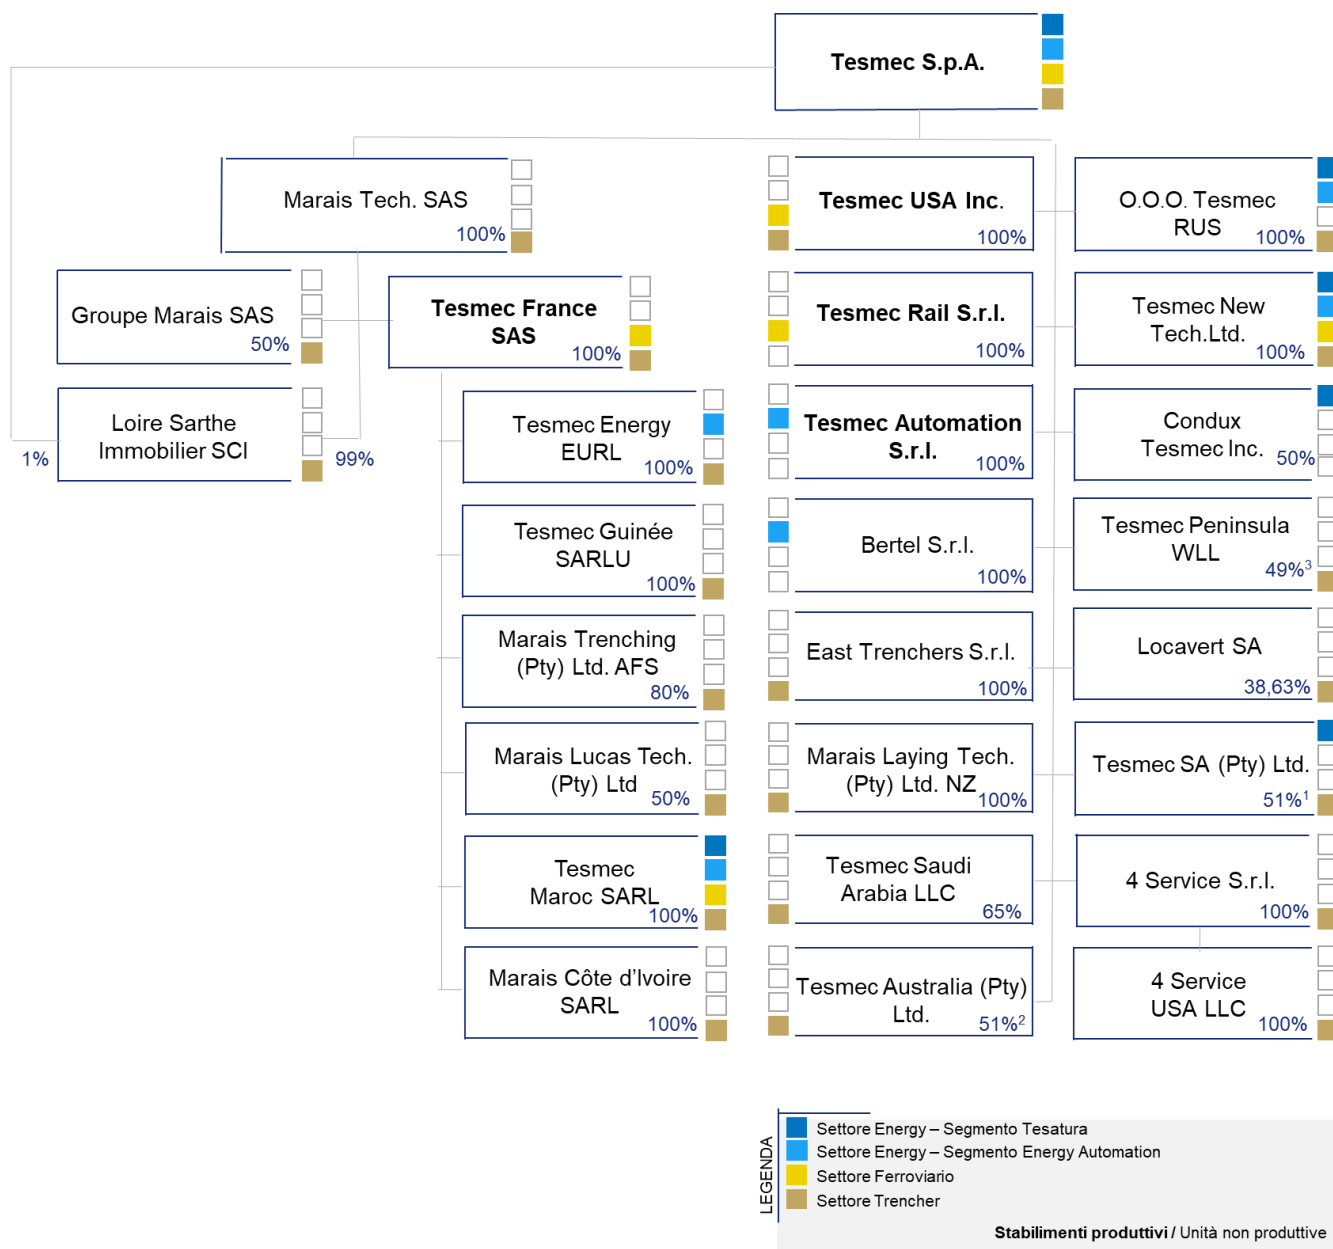 Tesmec S.p.A.
Marais Tech. SAS
100%
Tesmec USA Inc.
100%
O.O.O. Tesmec
RUS
100%
Groupe Marais SAS
50%
Tesmec France
SAS
100%
Tesmec Rail S.r.l.
100%
Tesmec New
Tech.Ltd.
100%
Loire Sarthe
Immobilier SCI
1%
99%
Tesmec Energy
EURL
100%
Tesmec Automation
S.r.l.
100%
Condux
Tesmec Inc.
50%
Tesmec Guinée
SARLU
100%
Bertel S.r.l.
100%
Tesmec Peninsula
WLL
49%³
Marais Trenching
(Pty) Ltd. AFS
80%
East Trenchers S.r.l.
100%
Locavert SA
38,63%
Marais Lucas Tech.
(Pty) Ltd
50%
Marais Laying Tech.
(Pty) Ltd. NZ
100%
Tesmec SA (Pty) Ltd.
51%¹
Tesmec
Maroc SARL
100%
Tesmec Saudi
Arabia LLC
65%
4 Service S.r.l.
100%
Marais Côte d'Ivoire
SARL
100%
Tesmec Australia (Pty)
Ltd.
51%²
4 Service
USA LLC
100%
LEGENDA
Settore Energy – Segmento Tesatura
Settore Energy – Segmento Energy Automation
Settore Ferroviario
Settore Trencher
Stabilimenti produttivi / Unità non produttive